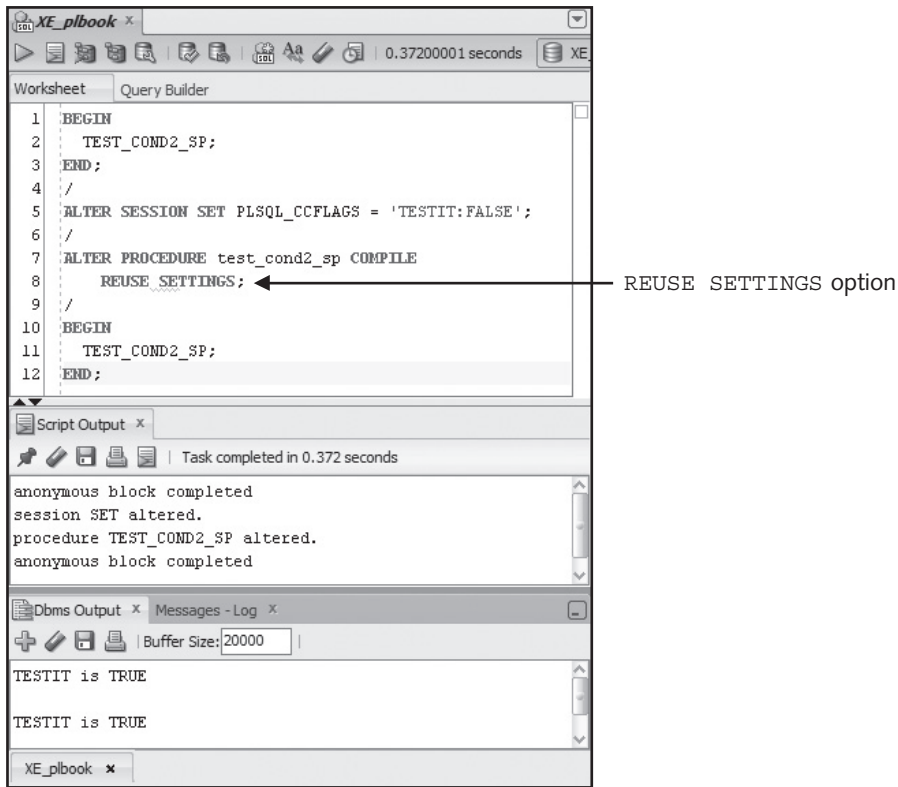 XE_plbook
0.37200001 seconds
XE
Worksheet
Query Builder
1 BEGIN
2 TEST_COND2_SP;
3 END;
4 /
5 ALTER SESSION SET PLSQL_CCFLAGS = 'TESTIT:FALSE';
6 /
7 ALTER PROCEDURE test_cond2_sp COMPILE
8 REUSE SETTINGS;
REUSE SETTINGS option
9 /
10 BEGIN
11 TEST_COND2_SP;
12 END;
Script Output
Task completed in 0.372 seconds
anonymous block completed
session SET altered.
procedure TEST_COND2_SP altered.
anonymous block completed
Dbms Output
Messages - Log
Buffer Size: 20000
TESTIT is TRUE
TESTIT is TRUE
XE_plbook